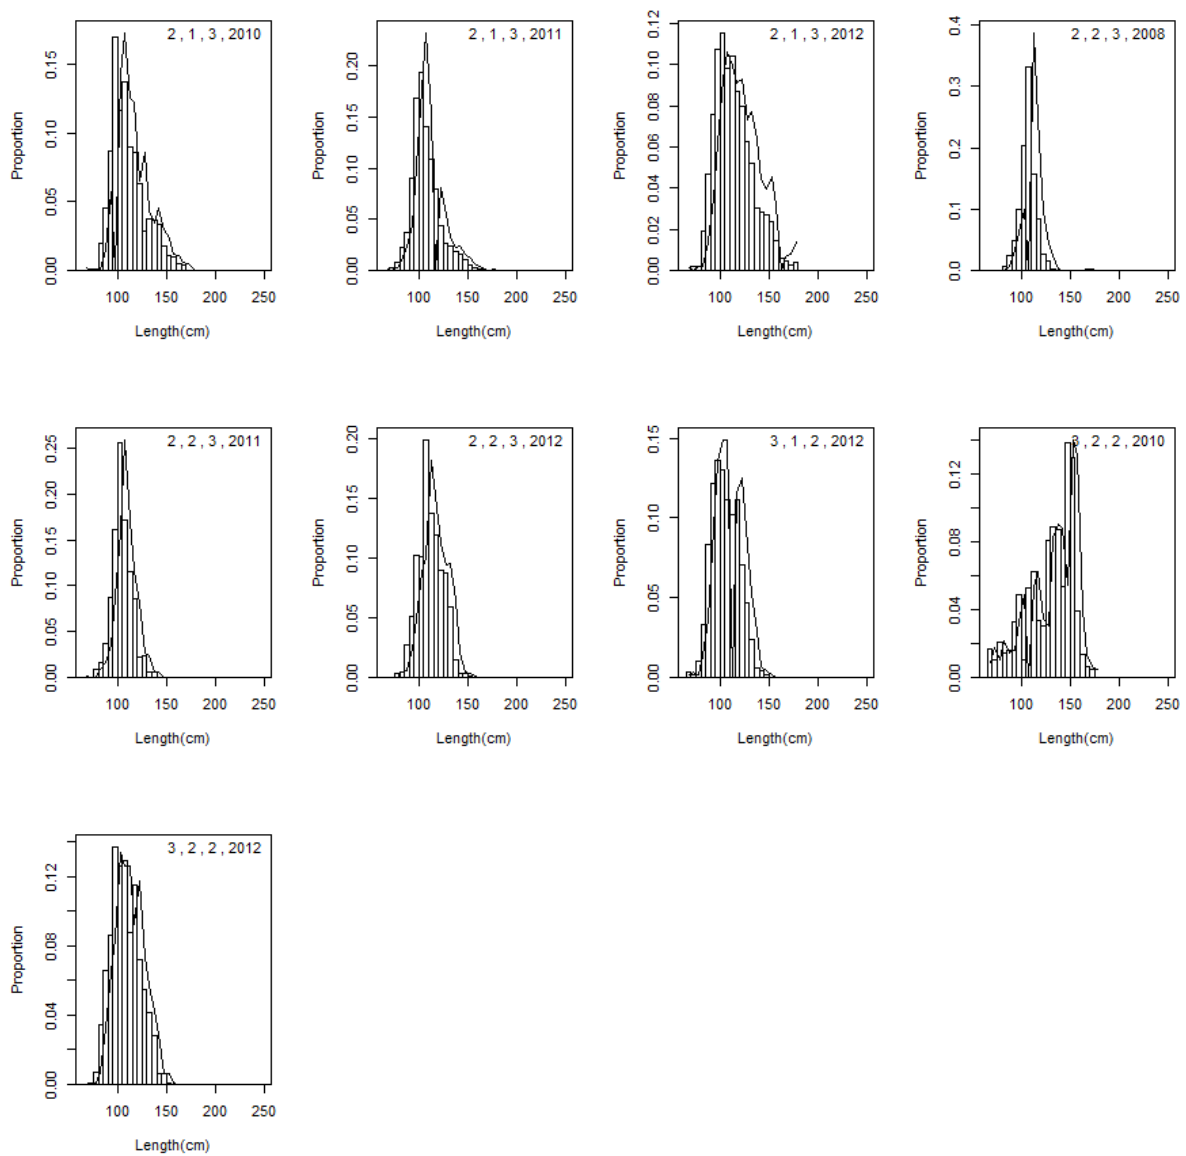 2 , 1 , 3 , 2010
Proportion
0.00 0.05 0.10 0.15
100 150 200 250
Length(cm)
2 , 1 , 3 , 2011
Proportion
0.00 0.05 0.10 0.15 0.20
100 150 200 250
Length(cm)
2 , 1 , 3 , 2012
Proportion
0.00 0.02 0.04 0.06 0.08 0.10 0.12
100 150 200 250
Length(cm)
2 , 2 , 3 , 2008
Proportion
0.0 0.1 0.2 0.3 0.4
100 150 200 250
Length(cm)
2 , 2 , 3 , 2011
Proportion
0.00 0.05 0.10 0.15 0.20 0.25
100 150 200 250
Length(cm)
2 , 2 , 3 , 2012
Proportion
0.00 0.05 0.10 0.15 0.20
100 150 200 250
Length(cm)
3 , 1 , 2 , 2012
Proportion
0.00 0.05 0.10 0.15
100 150 200 250
Length(cm)
3 , 2 , 2 , 2010
Proportion
0.00 0.04 0.08 0.12
100 150 200 250
Length(cm)
3 , 2 , 2 , 2012
Proportion
0.00 0.04 0.08 0.12
100 150 200 250
Length(cm)